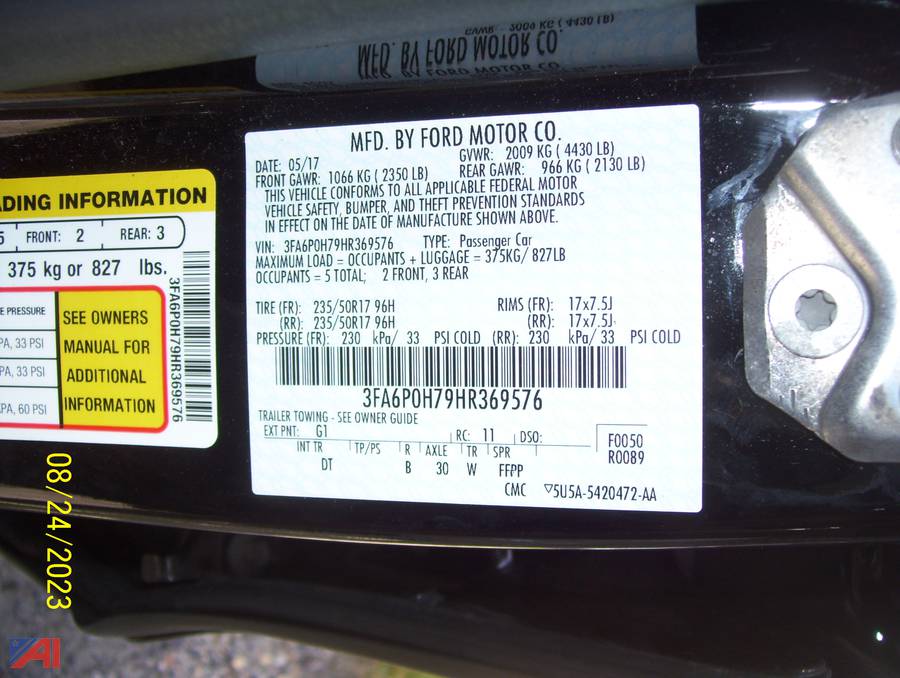 MFD. BY FORD MOTOR CO.
MFD. BY FORD MOTOR CO.
DATE: 05/17
GVWR: 2009 KG ( 4430 LB)
FRONT GAWR: 1066 KG ( 2350 LB)
REAR GAWR: 966 KG ( 2130 LB)
THIS VEHICLE CONFORMS TO ALL APPLICABLE FEDERAL MOTOR
VEHICLE SAFETY, BUMPER, AND THEFT PREVENTION STANDARDS
IN EFFECT ON THE DATE OF MANUFACTURE SHOWN ABOVE.
VIN: 3FA6P0H79HR369576 TYPE: Passenger Car
MAXIMUM LOAD = OCCUPANTS + LUGGAGE = 375KG/ 827LB
OCCUPANTS = 5 TOTAL; 2 FRONT, 3 REAR
TIRE (FR): 235/50R17 96H RIMS (FR): 17x7.5J
(RR): 235/50R17 96H (RR): 17x7.5J
PRESSURE (FR): 230 kPa/ 33 PSI COLD (RR): 230 kPa/ 33 PSI COLD
3FA6P0H79HR369576
TRAILER TOWING - SEE OWNER GUIDE
EXT PNT: G1 RC: 11 DSO:
F0050
R0089
INT TR TP/PS R AXLE TR SPR
DT B 30 W FFPP
CMC ▽5U5A-5420472-AA
ADING INFORMATION
5 FRONT: 2 REAR: 3
375 kg or 827 lbs.
E PRESSURE
PA, 33 PSI
PA, 33 PSI
KPA, 60 PSI
SEE OWNERS
MANUAL FOR
ADDITIONAL
INFORMATION
3FA6P0H79HR369576
08/24/2023
AI